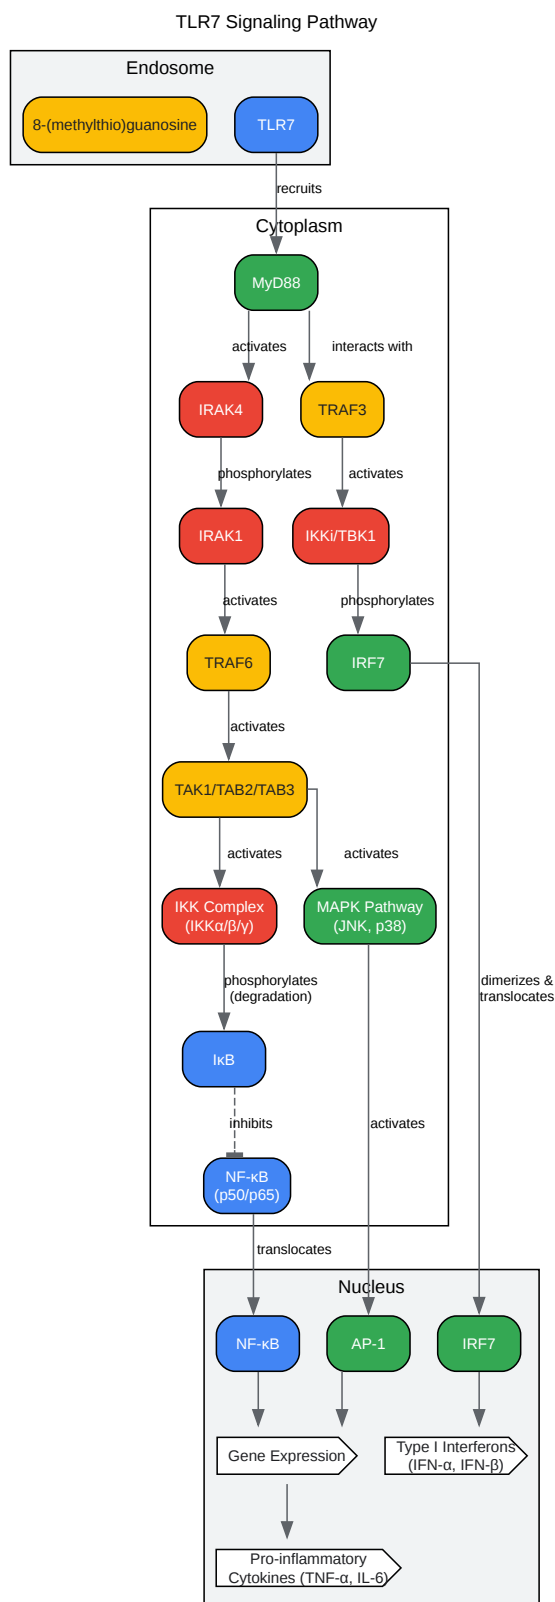 TLR7 Signaling Pathway
Endosome
8-(methylthio)guanosine
TLR7
recruits
Cytoplasm
MyD88
activates
interacts with
IRAK4
TRAF3
phosphorylates
activates
IRAK1
IKKi/TBK1
activates
phosphorylates
TRAF6
IRF7
activates
TAK1/TAB2/TAB3
activates
activates
IKK Complex
(IKKα/β/γ)
MAPK Pathway
(JNK, p38)
phosphorylates
(degradation)
dimerizes &
translocates
IκB
inhibits
activates
NF-κB
(p50/p65)
translocates
Nucleus
NF-κB
AP-1
IRF7
Gene Expression
Type I Interferons
(IFN-α, IFN-β)
Pro-inflammatory
Cytokines (TNF-α, IL-6)